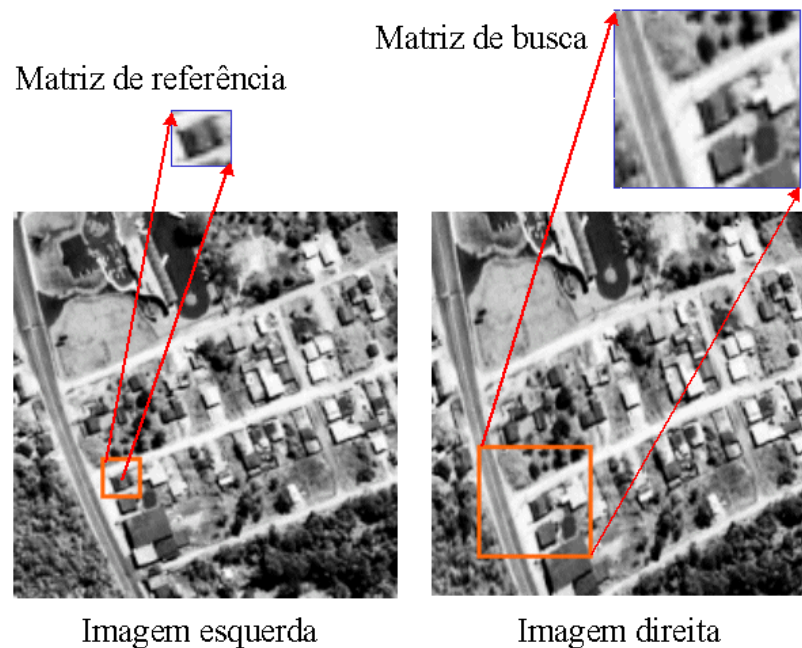 Matriz de busca
Matriz de referência
Imagem esquerda
Imagem direita